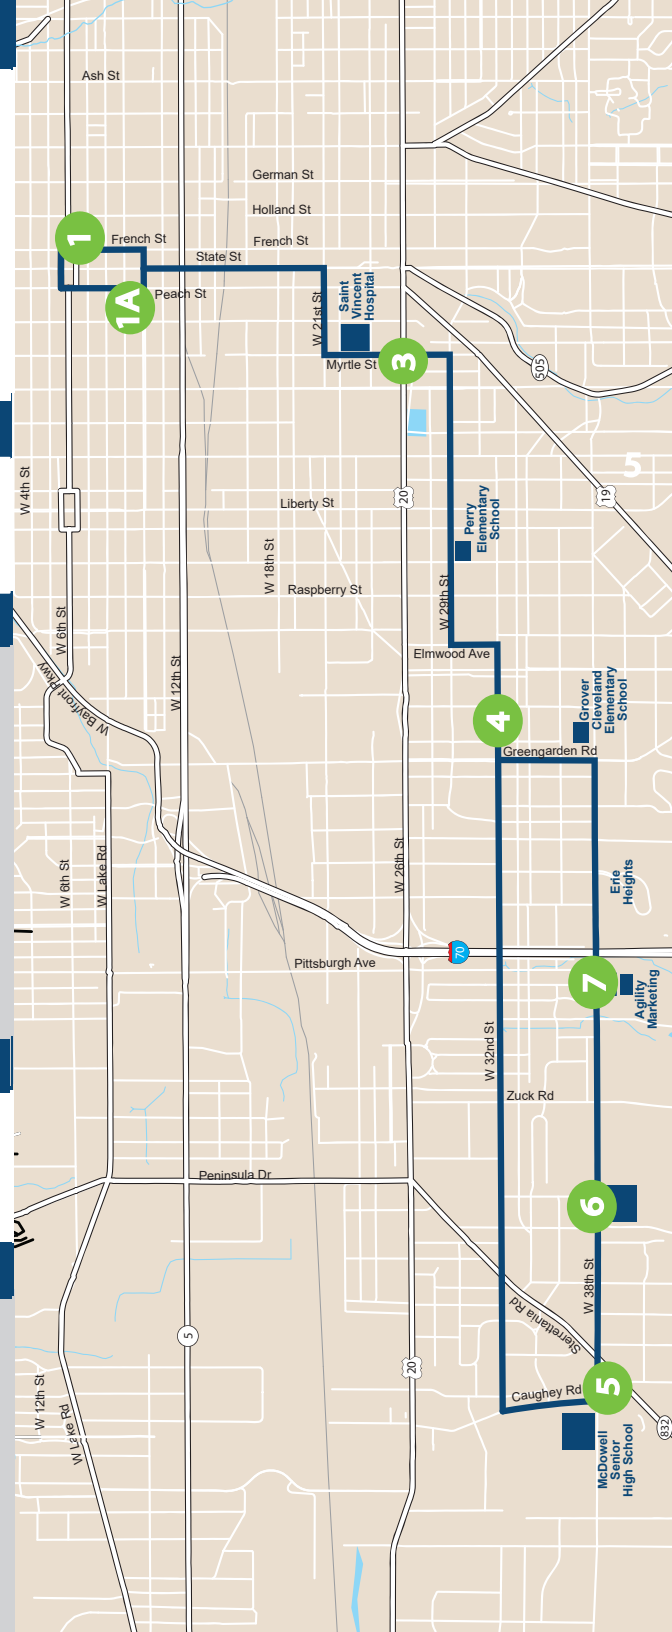 Ash St
German St
Holland St
French St
French St
State St
Peach St
1
1A
W 21st St
Saint
Vincent
Hospital
Myrtle St
3
505
5
W 4th St
20
19
Liberty St
Perry
Elementary
School
W 18th St
Raspberry St
W 29th St
W 6th St
Elmwood Ave
W Bayfront Pkwy
W 12th St
4
Grover
Cleveland
Elementary
School
Greengarden Rd
W 6th St
W Lake Rd
W 26th St
Erie
Heights
70
Pittsburgh Ave
7
Agility
Marketing
W 32nd St
Zuck Rd
Peninsula Dr
6
W 38th St
5
Sterrettania Rd
20
W 12th St
W Lake Rd
Caughey Rd
5
832
McDowell
Senior
High School